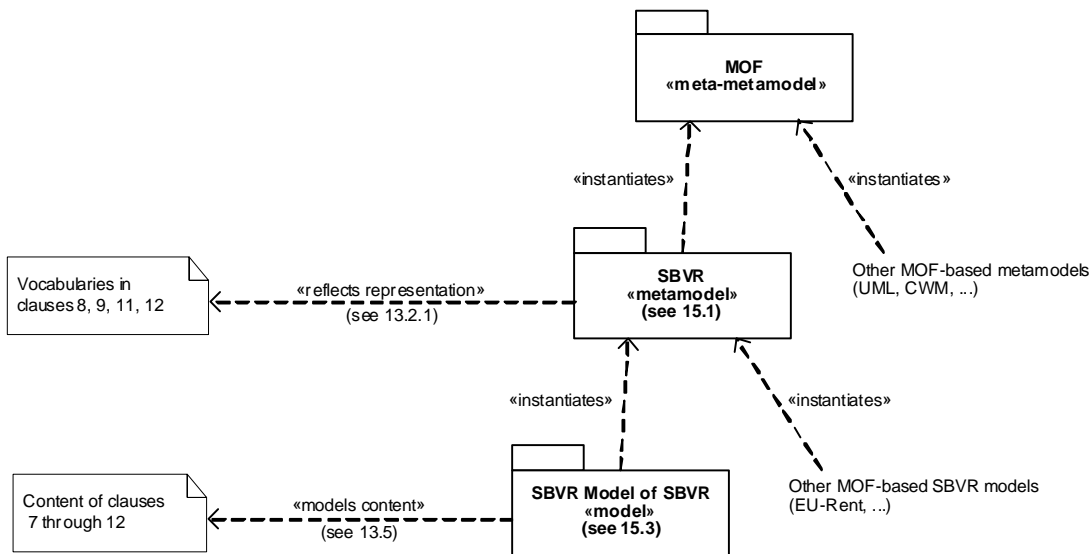 MOF
«meta-metamodel»
«instantiates»
«instantiates»
SBVR
«metamodel»
(see 15.1)
Other MOF-based metamodels
(UML, CWM, ...)
Vocabularies in
clauses 8, 9, 11, 12
«reflects representation»
(see 13.2.1)
«instantiates»
«instantiates»
SBVR Model of SBVR
«model»
(see 15.3)
Other MOF-based SBVR models
(EU-Rent, ...)
Content of clauses
7 through 12
«models content»
(see 13.5)